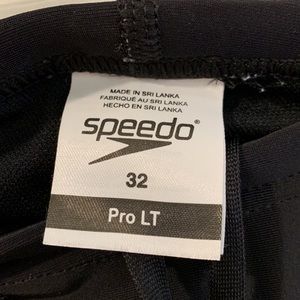 MADE IN SRI LANKA
FABRIQUÉ AU SRI LANKA
HECHO EN SRI LANKA
speedo®
32
Pro LT